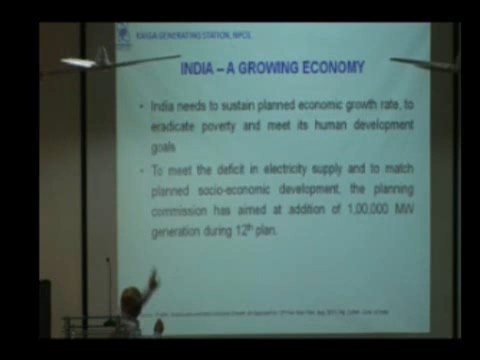 KAIGA GENERATING STATION, NPCIL
INDIA – A GROWING ECONOMY
• India needs to sustain planned economic growth rate, to
eradicate poverty and meet its human development
goals
• To meet the deficit in electricity supply and to match
planned socio-economic development, the planning
commission has aimed at addition of 1,00,000 MW
generation during 12th plan.